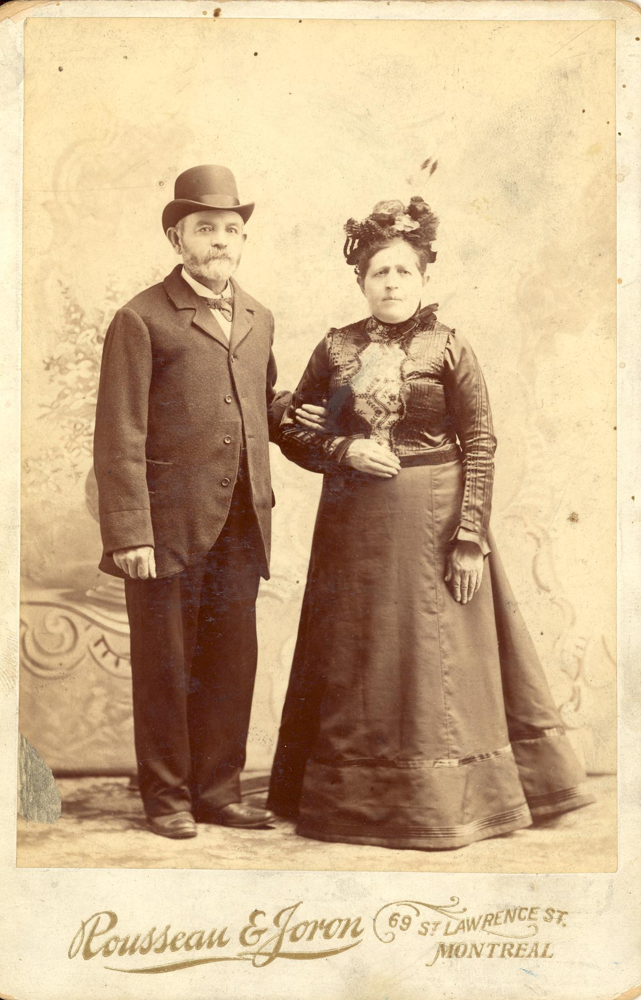 Rousseau & Joron
69 ST. LAWRENCE ST.
MONTREAL